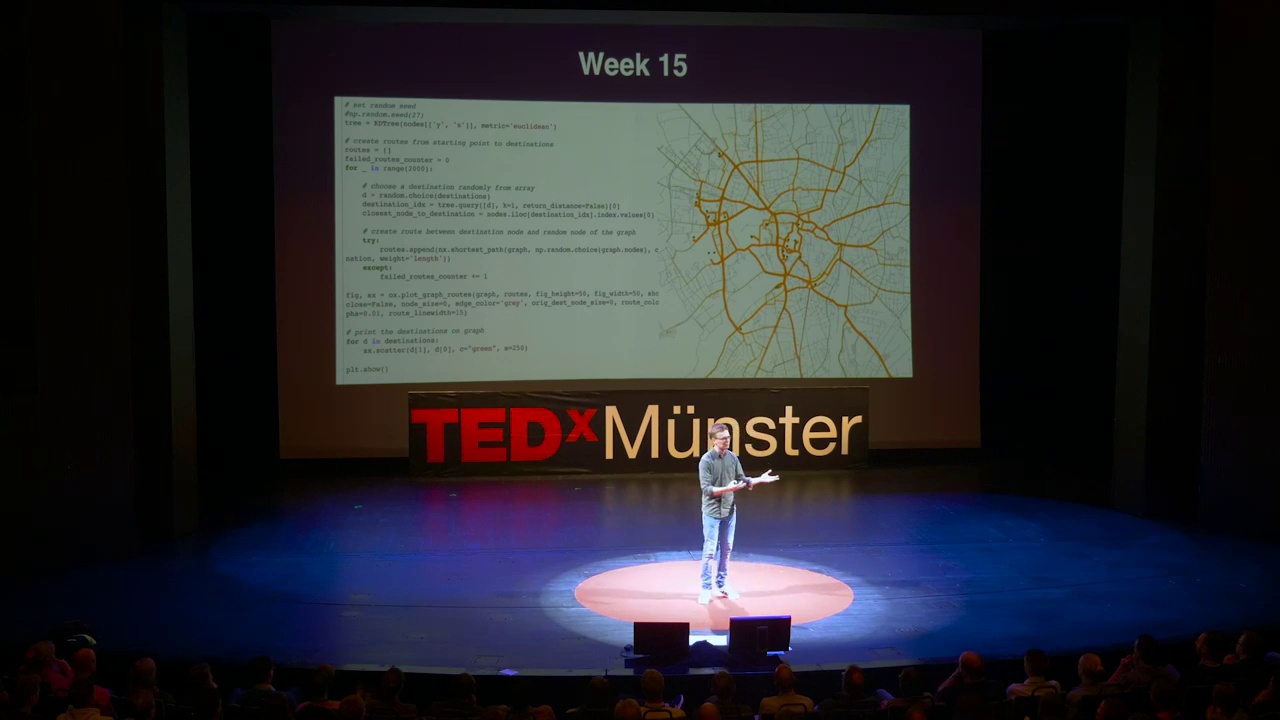 Week 15
# set random seed
#np.random.seed(27)
tree = KDTree(nodes[['y', 'x']], metric='euclidean')
# create routes from starting point to destinations
routes = []
failed_routes_counter = 0
for _ in range(2000):
# choose a destination randomly from array
d = random.choice(destinations)
destination_idx = tree.query([d], k=1, return_distance=False)[0]
closest_node_to_destination = nodes.iloc[destination_idx].index.values[0]
# create route between destination node and random node of the graph
try:
routes.append(nx.shortest_path(graph, np.random.choice(graph.nodes), c
nation, weight='length'))
except:
failed_routes_counter += 1
fig, ax = ox.plot_graph_routes(graph, routes, fig_height=50, fig_width=50, sho
close=False, node_size=0, edge_color='grey', orig_dest_node_size=0, route_colo
pha=0.01, route_linewidth=15)
# print the destinations on graph
for d in destinations:
ax.scatter(d[1], d[0], c="green", s=250)
plt.show()
TEDxMünster